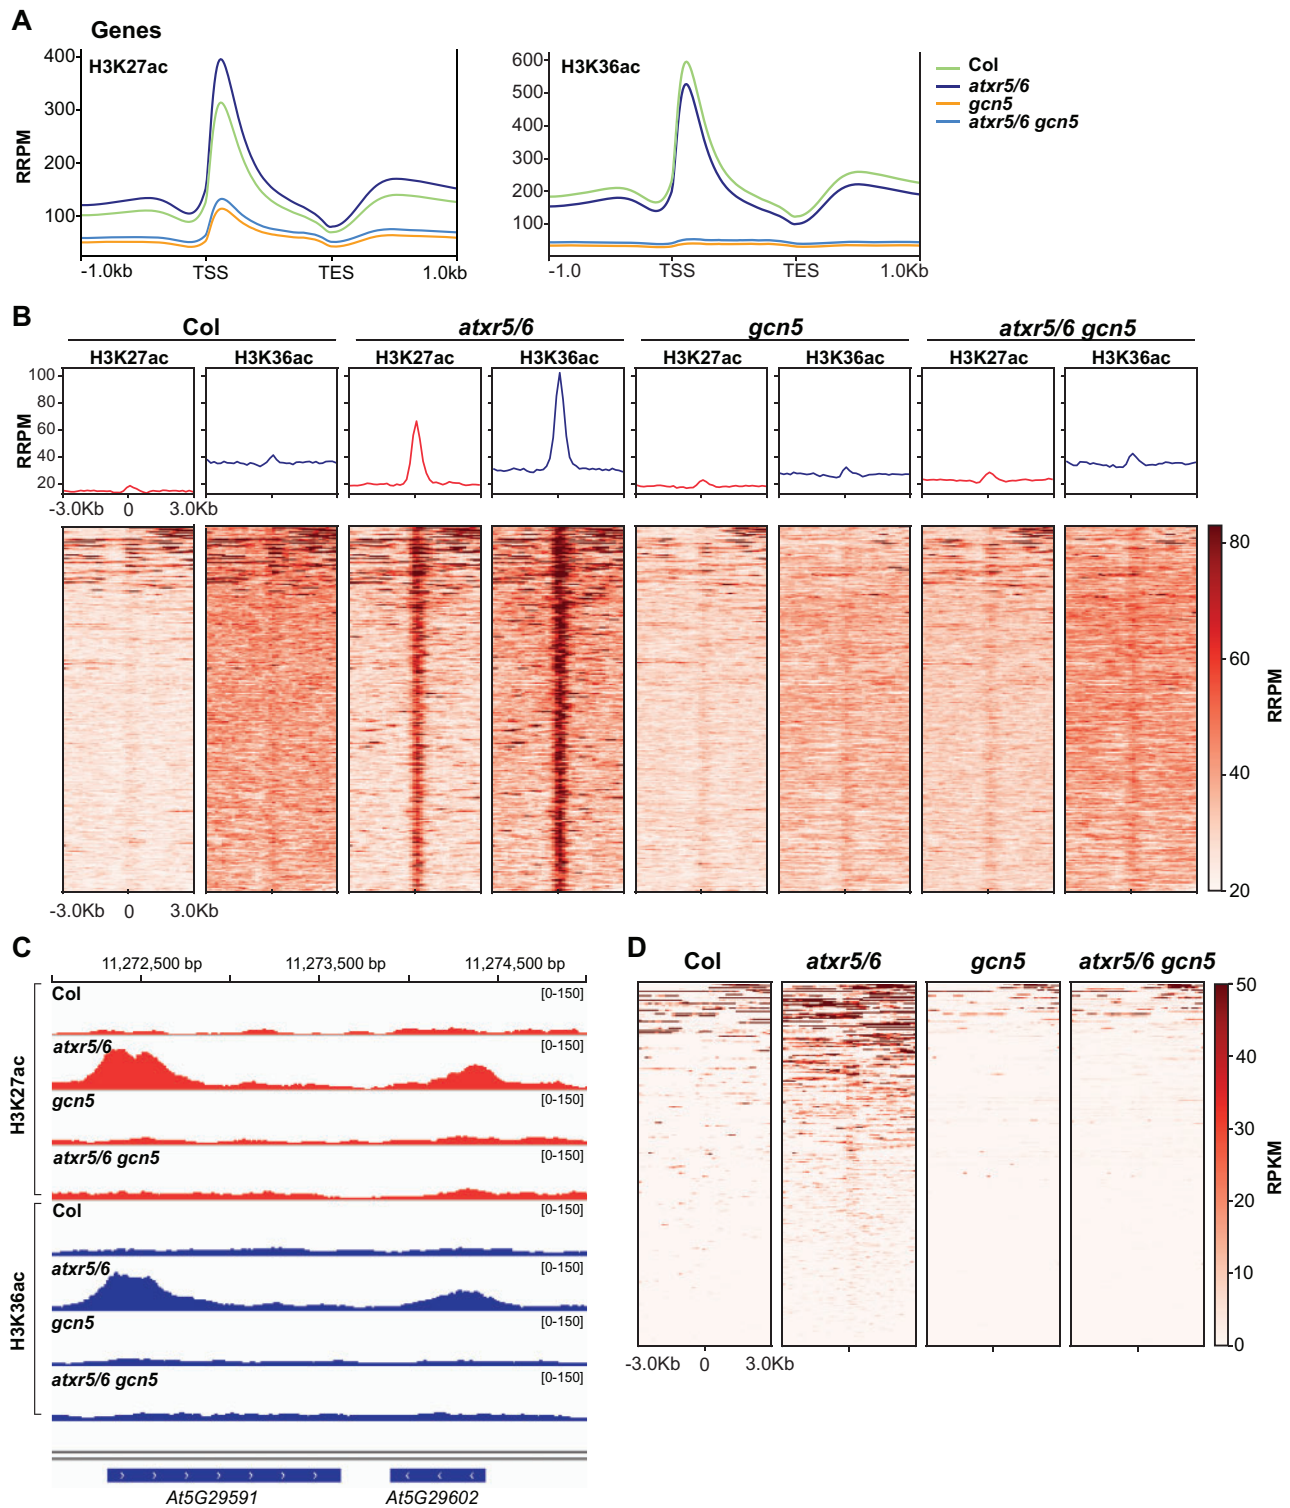 A
Genes
H3K27ac
RRPM
400
300
200
100
-1.0kb TSS TES 1.0kb
H3K36ac
600
500
400
300
200
100
-1.0 TSS TES 1.0Kb
Col
atxr5/6
gcn5
atxr5/6 gcn5
B
Col atxr5/6 gcn5 atxr5/6 gcn5
H3K27ac H3K36ac H3K27ac H3K36ac H3K27ac H3K36ac H3K27ac H3K36ac
RRPM
100
80
60
40
20
-3.0Kb 0 3.0Kb
80
60
40
20
RRPM
-3.0Kb 0 3.0Kb
C
11,272,500 bp 11,273,500 bp 11,274,500 bp
H3K27ac
Col [0-150]
atxr5/6 [0-150]
gcn5 [0-150]
atxr5/6 gcn5 [0-150]
H3K36ac
Col [0-150]
atxr5/6 [0-150]
gcn5 [0-150]
atxr5/6 gcn5 [0-150]
At5G29591 At5G29602
D
Col atxr5/6 gcn5 atxr5/6 gcn5
50
40
30
20
10
0
RPKM
-3.0Kb 0 3.0Kb